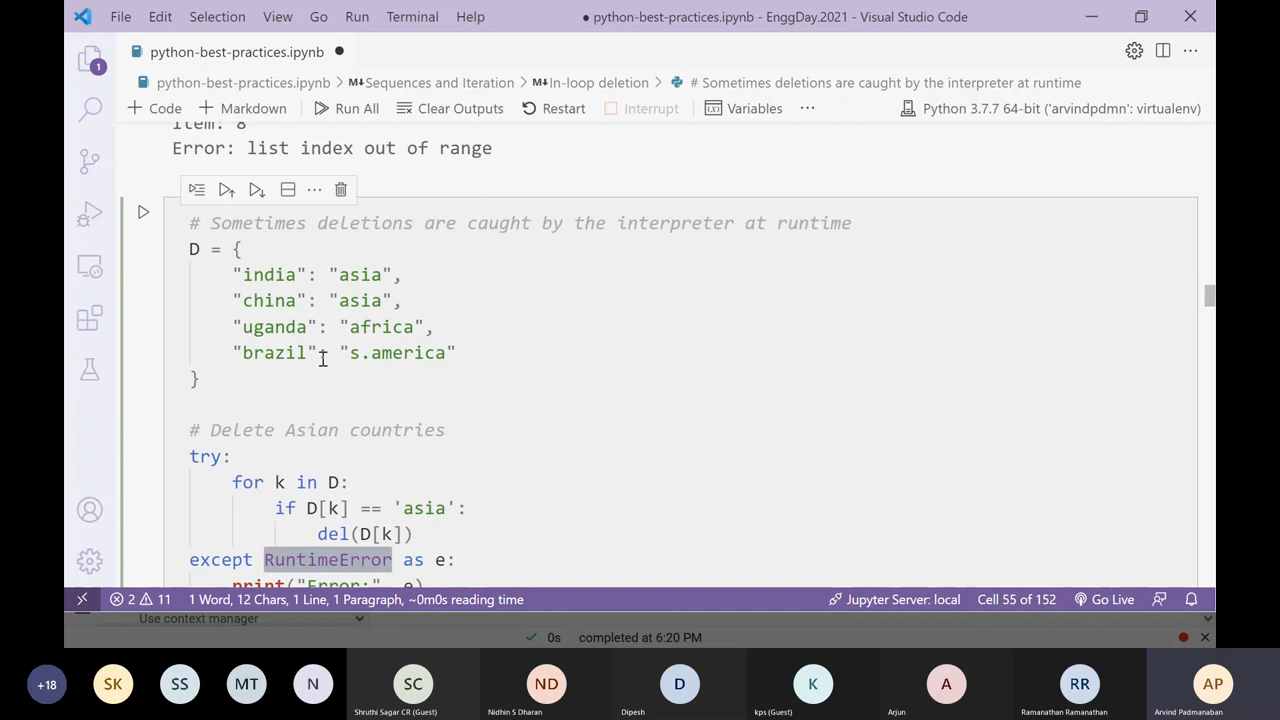 File Edit Selection View Go Run Terminal Help
● python-best-practices.ipynb - EnggDay.2021 - Visual Studio Code
python-best-practices.ipynb ●
1
python-best-practices.ipynb > M↓Sequences and Iteration > M↓In-loop deletion > # Sometimes deletions are caught by the interpreter at runtime
+ Code + Markdown Run All Clear Outputs Restart Interrupt Variables ··· Python 3.7.7 64-bit ('arvindpdmn': virtualenv)
Item: 8
Error: list index out of range
# Sometimes deletions are caught by the interpreter at runtime
D = {
"india": "asia",
"china": "asia",
"uganda": "africa",
"brazil": "s.america"
}
# Delete Asian countries
try:
for k in D:
if D[k] == 'asia':
del(D[k])
except RuntimeError as e:
print("Error:", e)
2 11 1 Word, 12 Chars, 1 Line, 1 Paragraph, ~0m0s reading time Jupyter Server: local Cell 55 of 152 Go Live
Use context manager
0s completed at 6:20 PM
+18 SK SS MT N SC ND D K A RR AP
Shruthi Sagar CR (Guest) Nidhin S Dharan Dipesh kps (Guest) Arjun Ramanathan Ramanathan Arvind Padmanaban